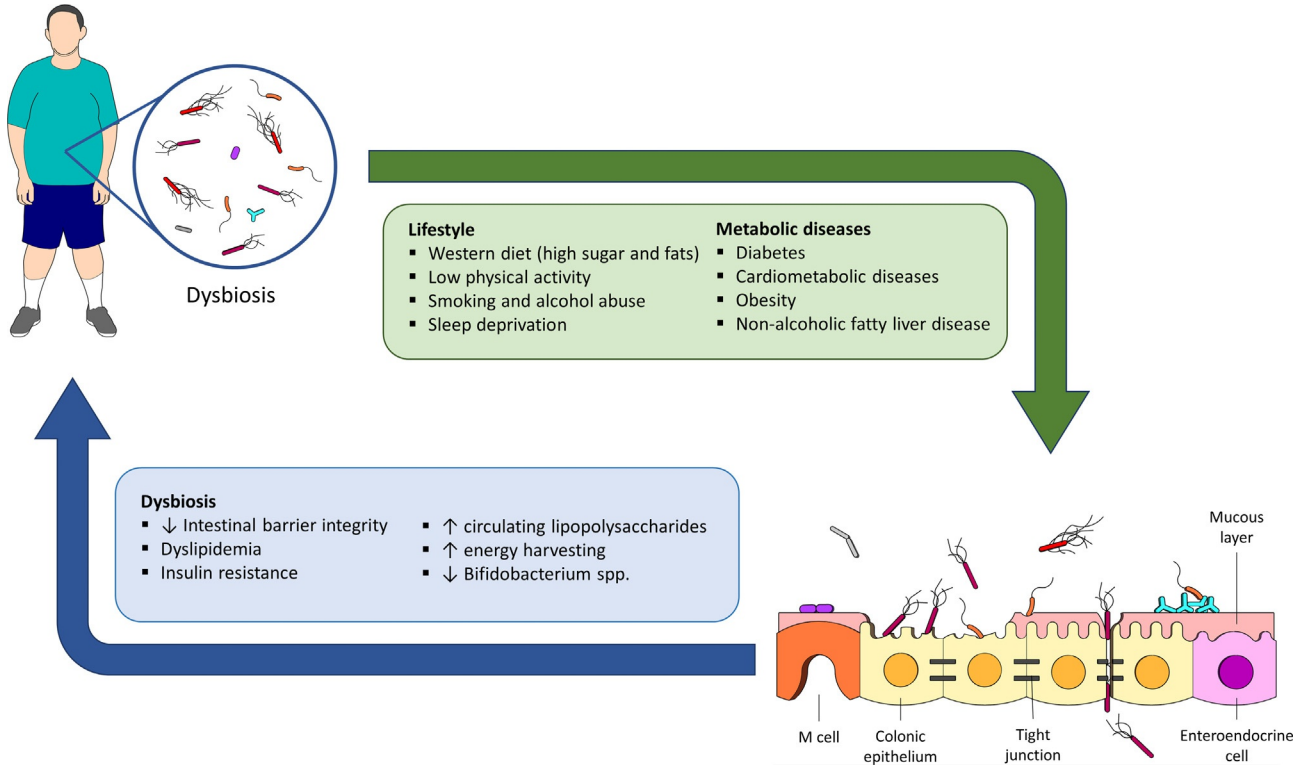 Dysbiosis
Lifestyle
▪ Western diet (high sugar and fats)
▪ Low physical activity
▪ Smoking and alcohol abuse
▪ Sleep deprivation
Metabolic diseases
▪ Diabetes
▪ Cardiometabolic diseases
▪ Obesity
▪ Non-alcoholic fatty liver disease
Dysbiosis
▪ ↓ Intestinal barrier integrity
▪ Dyslipidemia
▪ Insulin resistance
▪ ↑ circulating lipopolysaccharides
▪ ↑ energy harvesting
▪ ↓ Bifidobacterium spp.
Mucous
layer
M cell
Colonic
epithelium
Tight
junction
Enteroendocrine
cell